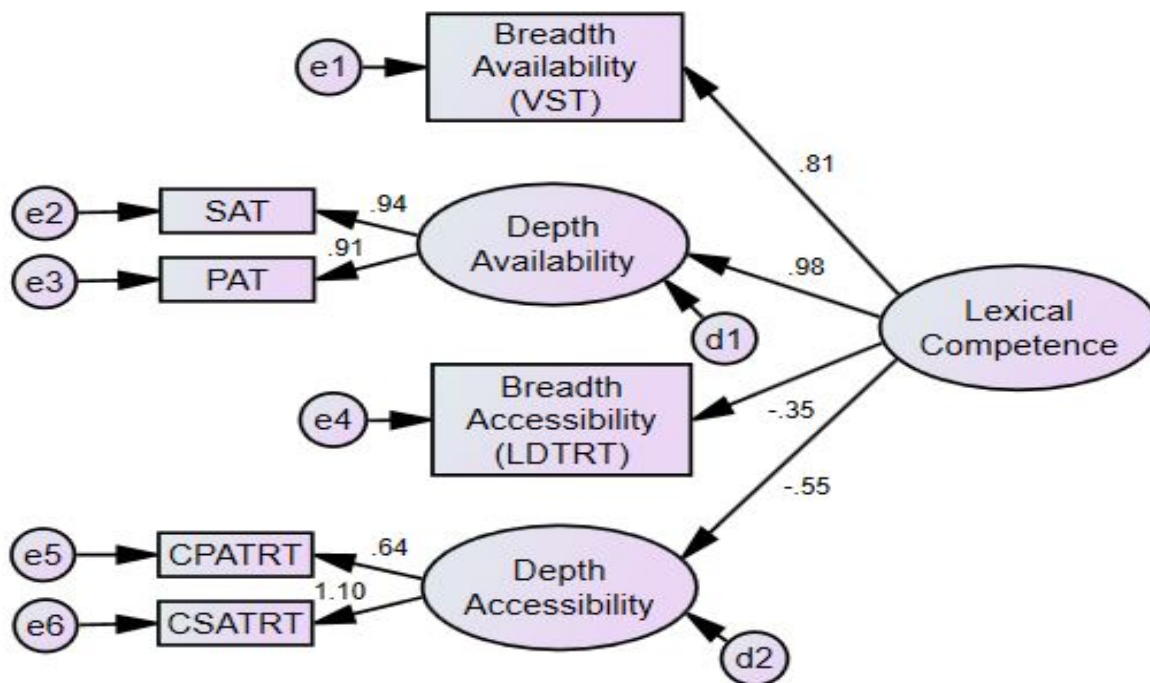 Breadth
Availability
(VST)
e1
.81
e2
SAT
.94
Depth
Availability
e3
PAT
.91
.98
d1
Lexical
Competence
Breadth
Accessibility
(LDTRT)
e4
-.35
-.55
e5
CPATRT
.64
Depth
Accessibility
e6
CSATRT
1.10
d2